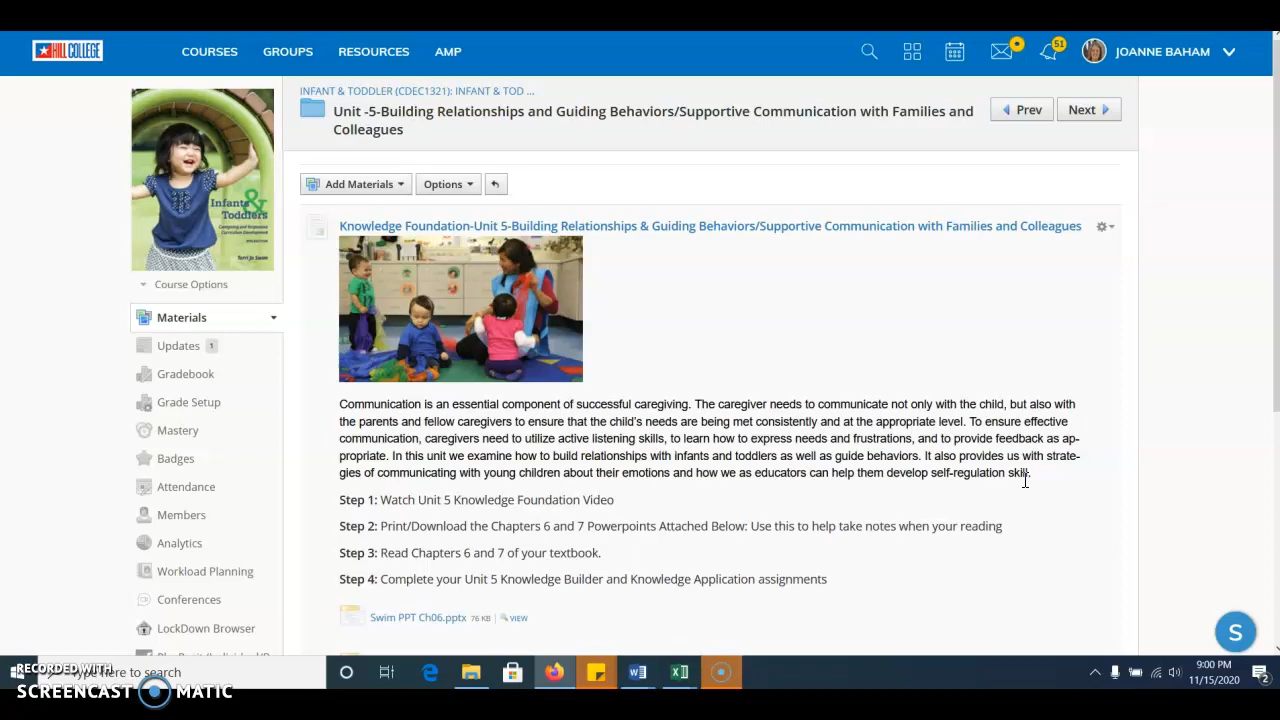 HILL COLLEGE
COURSES
GROUPS
RESOURCES
AMP
51
JOANNE BAHAM
Infants & Toddlers
Terri Jo Swim
Course Options
Materials
Updates 1
Gradebook
Grade Setup
Mastery
Badges
Attendance
Members
Analytics
Workload Planning
Conferences
LockDown Browser
INFANT & TODDLER (CDEC1321): INFANT & TOD ...
Unit -5-Building Relationships and Guiding Behaviors/Supportive Communication with Families and
Colleagues
Prev
Next
Add Materials
Options
Knowledge Foundation-Unit 5-Building Relationships & Guiding Behaviors/Supportive Communication with Families and Colleagues
Communication is an essential component of successful caregiving. The caregiver needs to communicate not only with the child, but also with
the parents and fellow caregivers to ensure that the child's needs are being met consistently and at the appropriate level. To ensure effective
communication, caregivers need to utilize active listening skills, to learn how to express needs and frustrations, and to provide feedback as ap-
propriate. In this unit we examine how to build relationships with infants and toddlers as well as guide behaviors. It also provides us with strate-
gies of communicating with young children about their emotions and how we as educators can help them develop self-regulation skill.
Step 1: Watch Unit 5 Knowledge Foundation Video
Step 2: Print/Download the Chapters 6 and 7 Powerpoints Attached Below: Use this to help take notes when your reading
Step 3: Read Chapters 6 and 7 of your textbook.
Step 4: Complete your Unit 5 Knowledge Builder and Knowledge Application assignments
Swim PPT Ch06.pptx 76 KB VIEW
S
RECORDED WITH
SCREENCAST MATIC
Type here to search
9:00 PM
11/15/2020
2